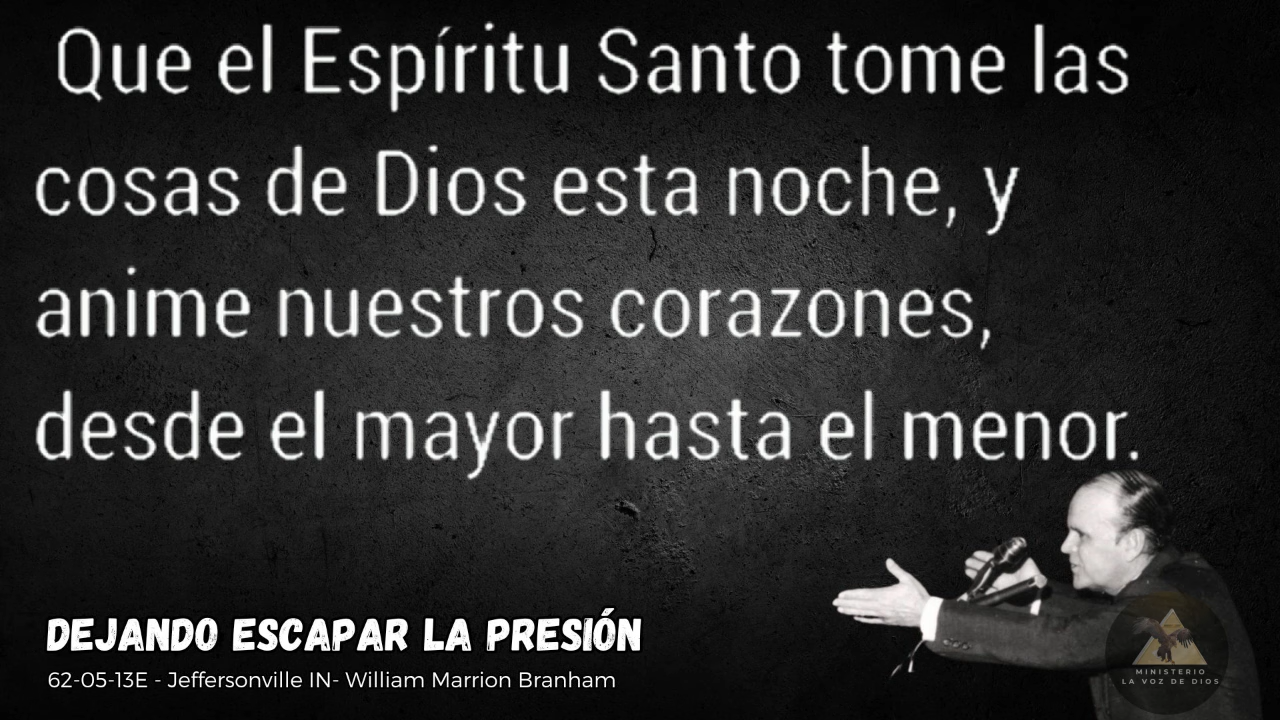 Que el Espíritu Santo tome las
cosas de Dios esta noche, y
anime nuestros corazones,
desde el mayor hasta el menor.
DEJANDO ESCAPAR LA PRESIÓN
62-05-13E - Jeffersonville IN- William Marrion Branham
MINISTERIO
LA VOZ DE DIOS